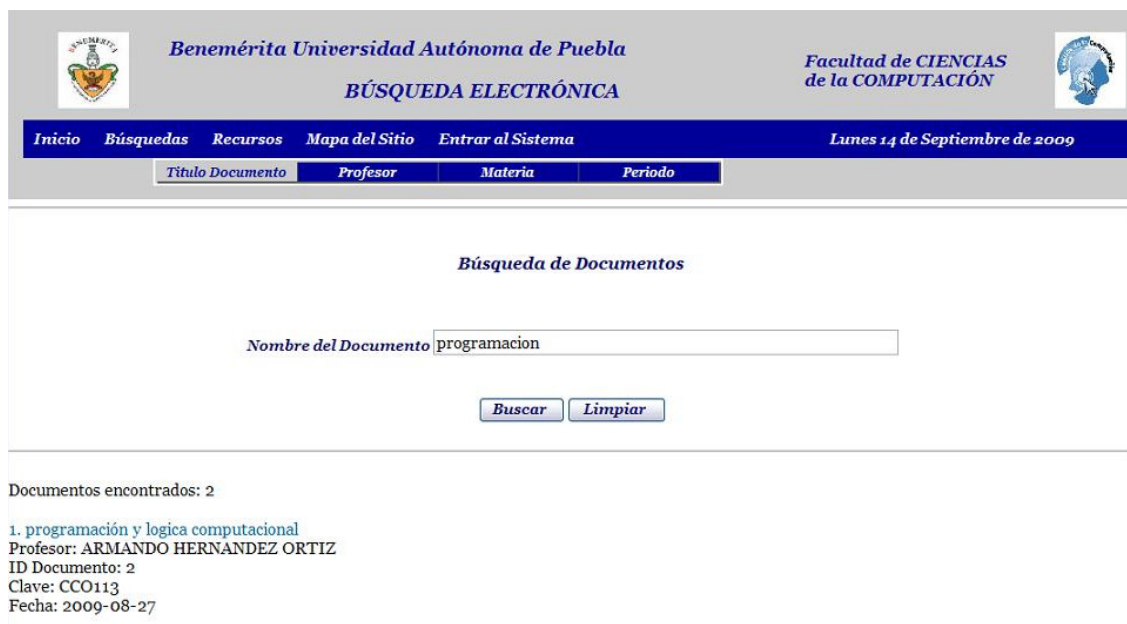 BENEMÉRITA
Benemérita Universidad Autónoma de Puebla
BÚSQUEDA ELECTRÓNICA
Facultad de CIENCIAS
de la COMPUTACIÓN
Inicio Búsquedas Recursos Mapa del Sitio Entrar al Sistema Lunes 14 de Septiembre de 2009
Titulo Documento Profesor Materia Periodo
Búsqueda de Documentos
Nombre del Documento programacion
Buscar Limpiar
Documentos encontrados: 2
1. programación y logica computacional
Profesor: ARMANDO HERNANDEZ ORTIZ
ID Documento: 2
Clave: CCO113
Fecha: 2009-08-27